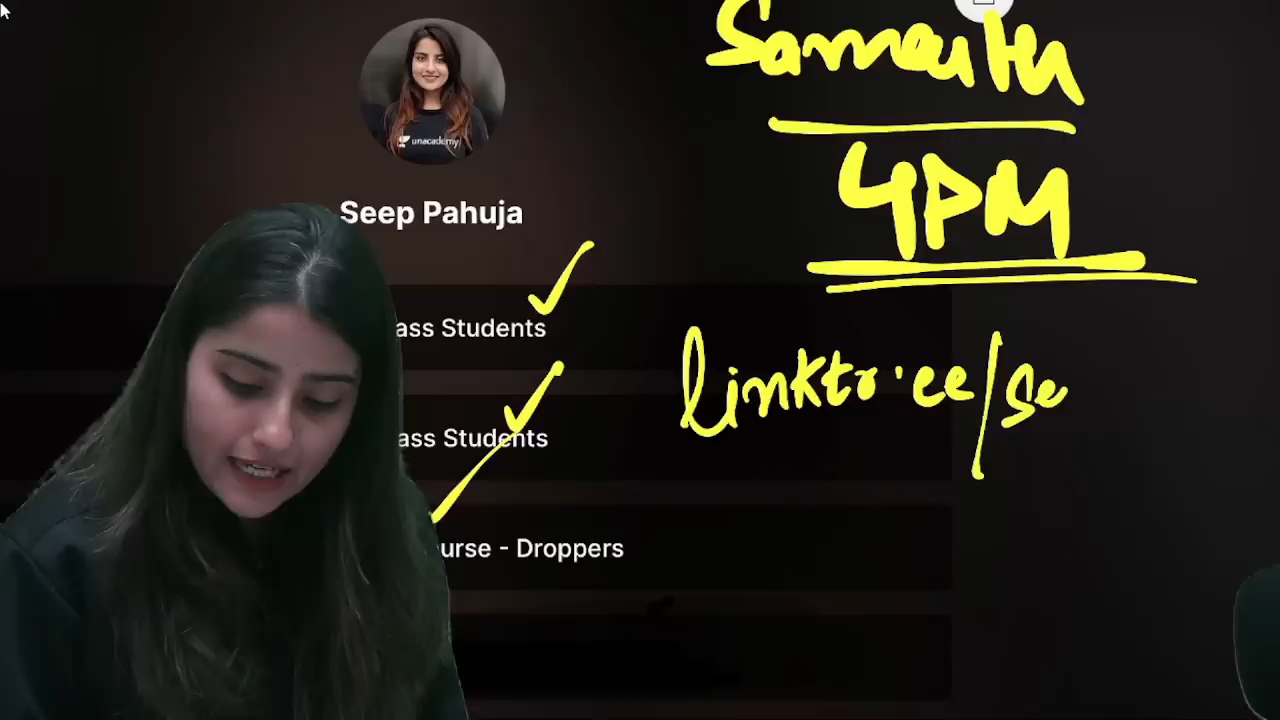 Samarth
4PM
unacademy
Seep Pahuja
ass Students
linktr.ee/se
ass Students
urse - Droppers